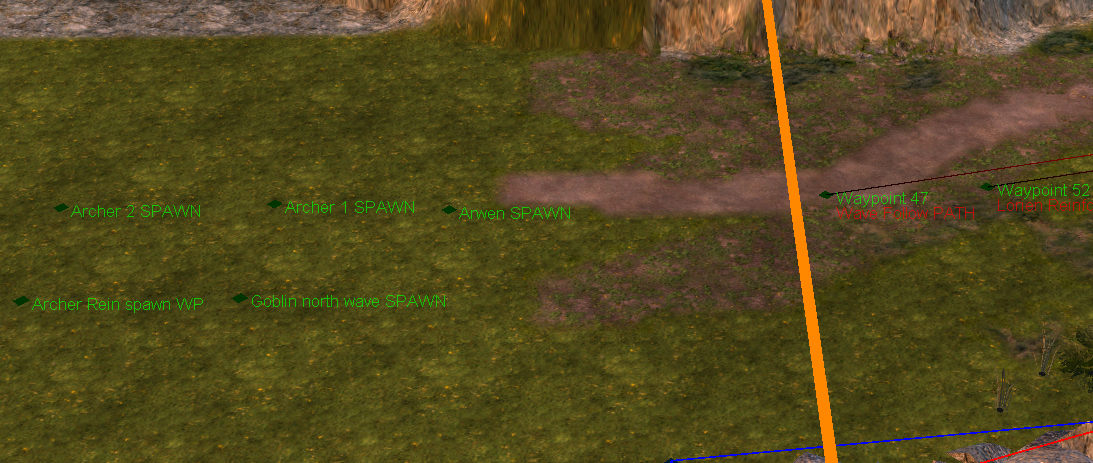 Waypoint 52
Waypoint 47
Archer 2 SPAWN
Archer 1 SPAWN
Arwen SPAWN
Archer Rein spawn WP
Goblin north wave SPAWN